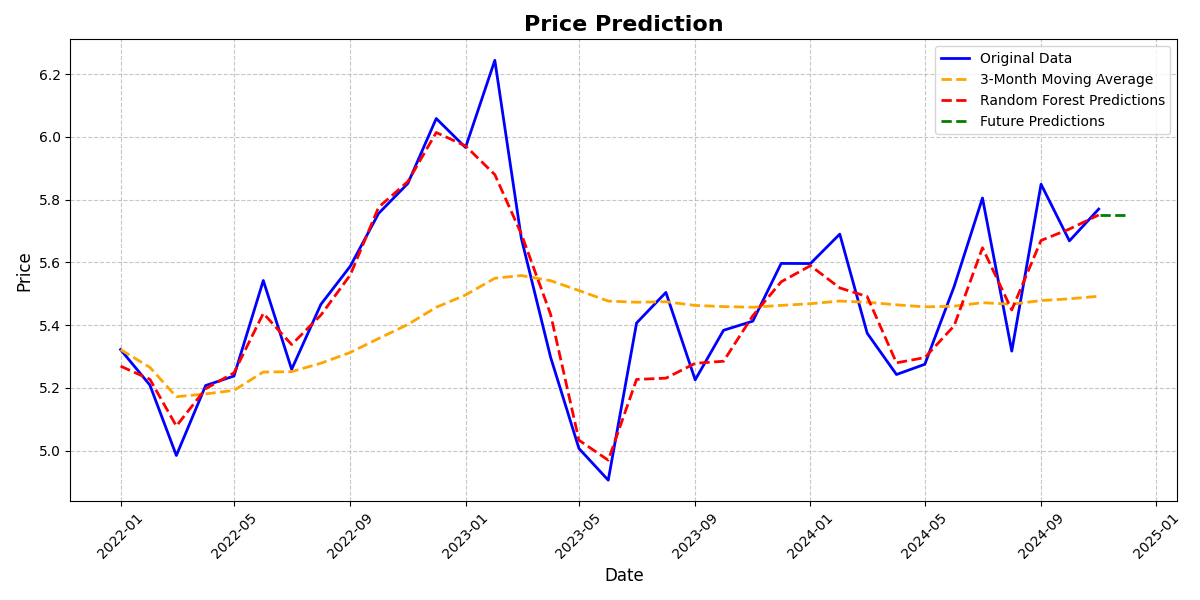 Price Prediction
Original Data
3-Month Moving Average
Random Forest Predictions
Future Predictions
Price
6.2
6.0
5.8
5.6
5.4
5.2
5.0
2022-01
2022-05
2022-09
2023-01
2023-05
2023-09
2024-01
2024-05
2024-09
2025-01
Date